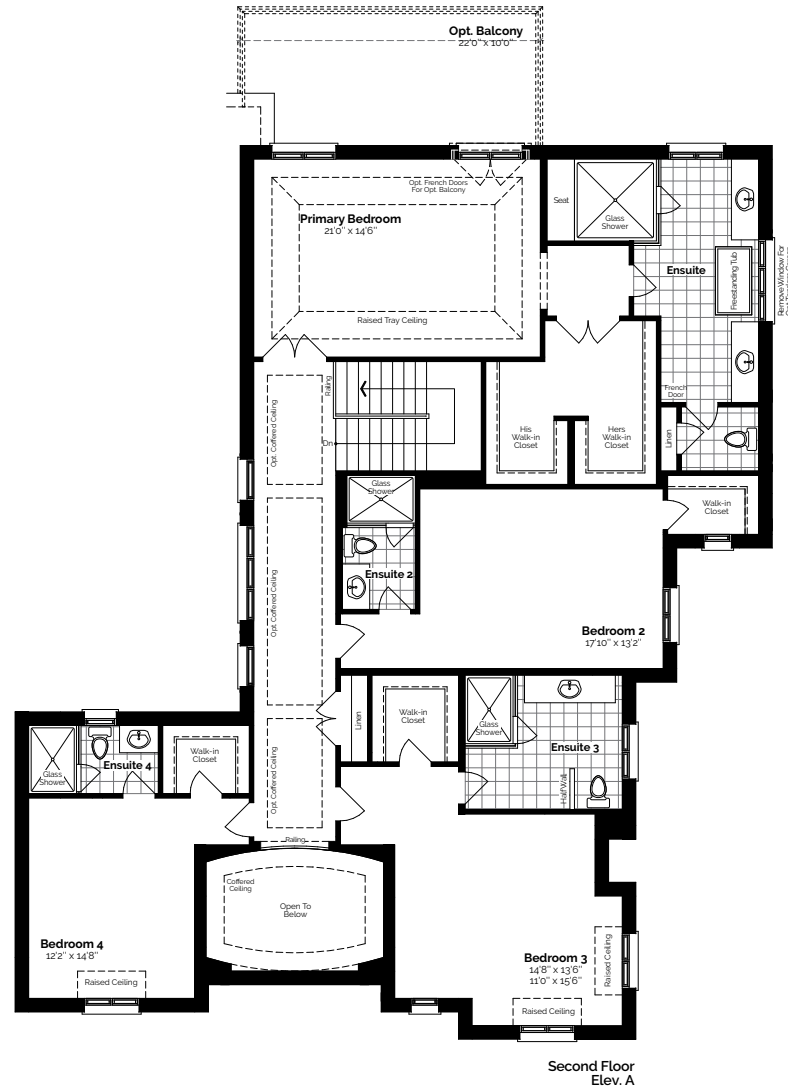 Opt. Balcony
22'0" x 10'0"
Opt. French Doors
For Opt. Balcony
Primary Bedroom
21'0" x 14'6"
Raised Tray Ceiling
Seat
Glass
Shower
Ensuite
Freestanding Tub
Remove Window For
French
Door
Railing
Dn
Opt. Coffered Ceiling
His
Walk-in
Closet
Hers
Walk-in
Closet
Linen
Walk-in
Closet
Glass
Shower
Ensuite 2
Opt. Coffered Ceiling
Bedroom 2
17'10" x 13'2"
Linen
Walk-in
Closet
Glass
Shower
Ensuite 3
Half Wall
Glass
Shower
Ensuite 4
Walk-in
Closet
Opt. Coffered Ceiling
Railing
Coffered
Ceiling
Open To
Below
Bedroom 4
12'2" x 14'8"
Raised Ceiling
Bedroom 3
14'8" x 13'6"
11'0" x 15'6"
Raised Ceiling
Raised Ceiling
Second Floor
Elev. A